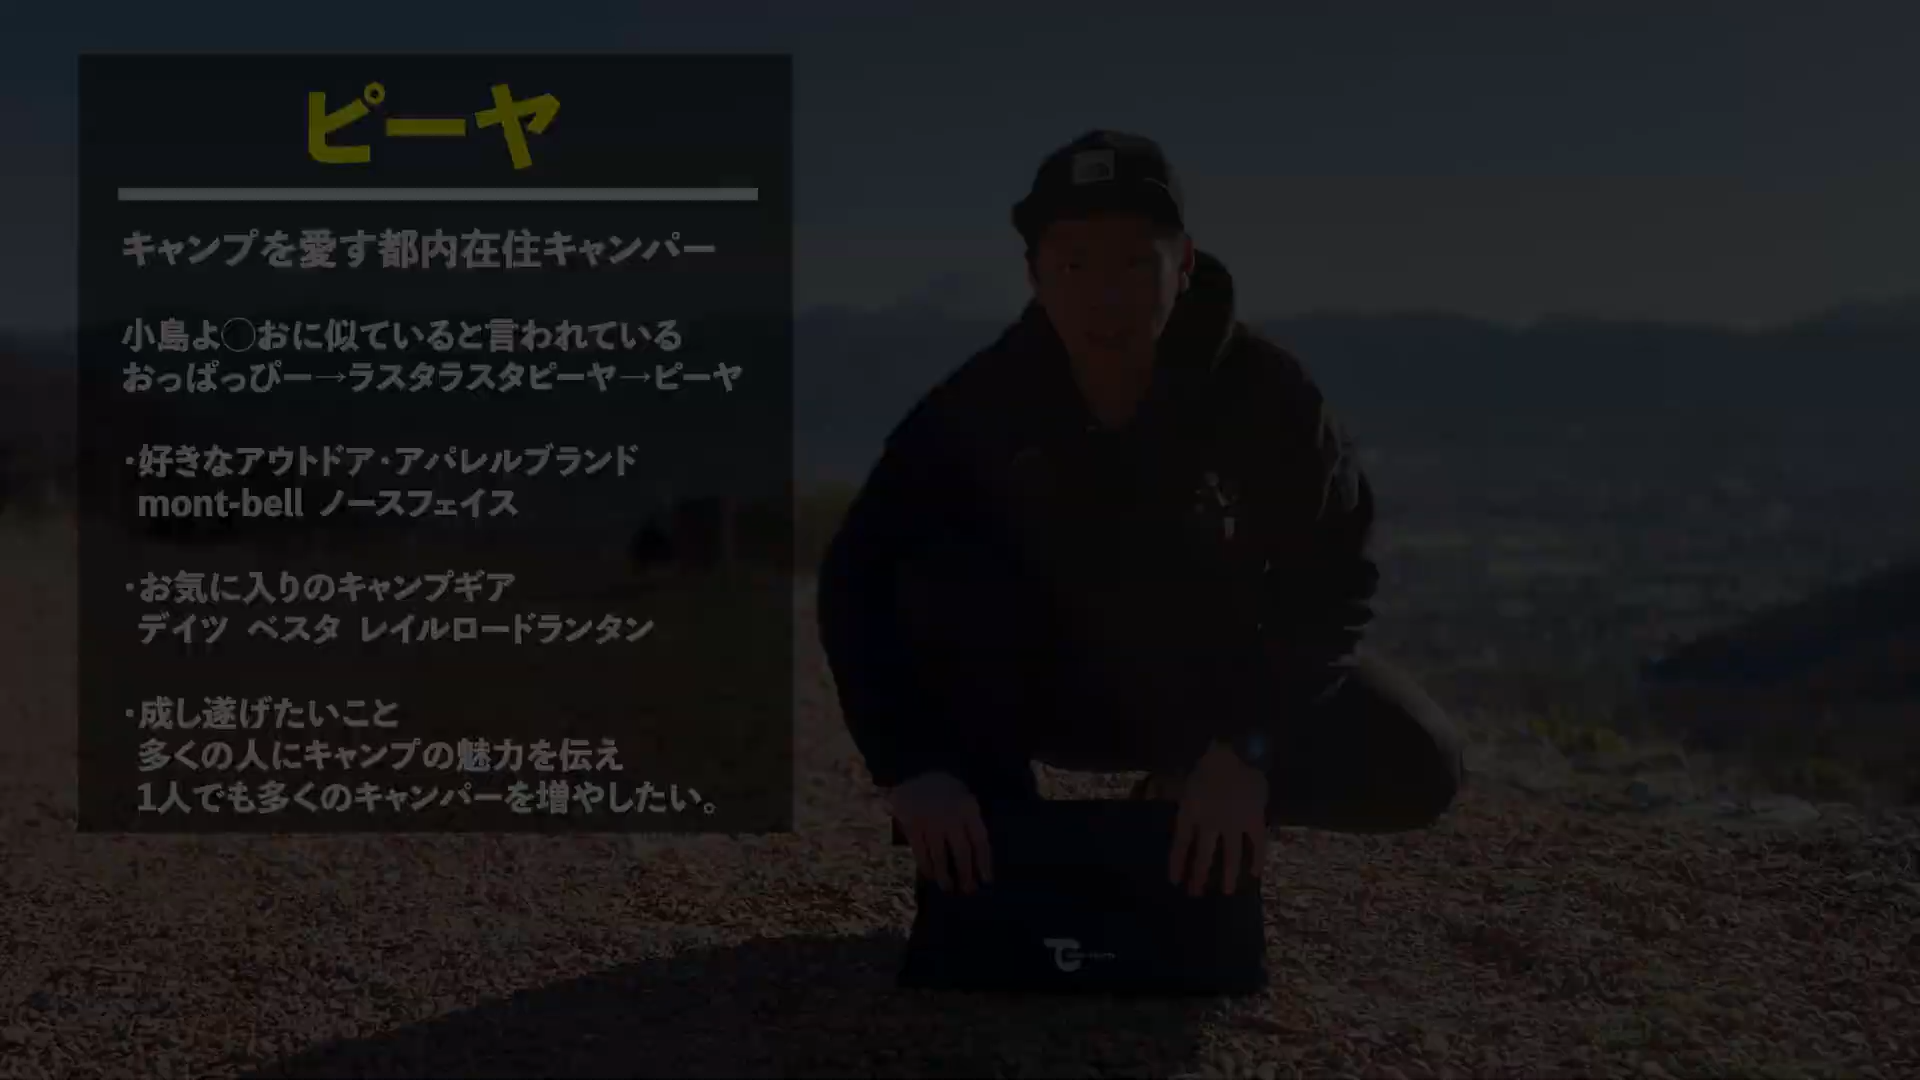 ピーヤ
キャンプを愛す都内在住キャンパー
小島よ◯おに似ていると言われている
おっぱっぴー→ラスタラスタピーヤ→ピーヤ
・好きなアウトドア・アパレルブランド
mont-bell ノースフェイス
・お気に入りのキャンプギア
デイツ ベスタ レイルロードランタン
・成し遂げたいこと
多くの人にキャンプの魅力を伝え
1人でも多くのキャンパーを増やしたい。